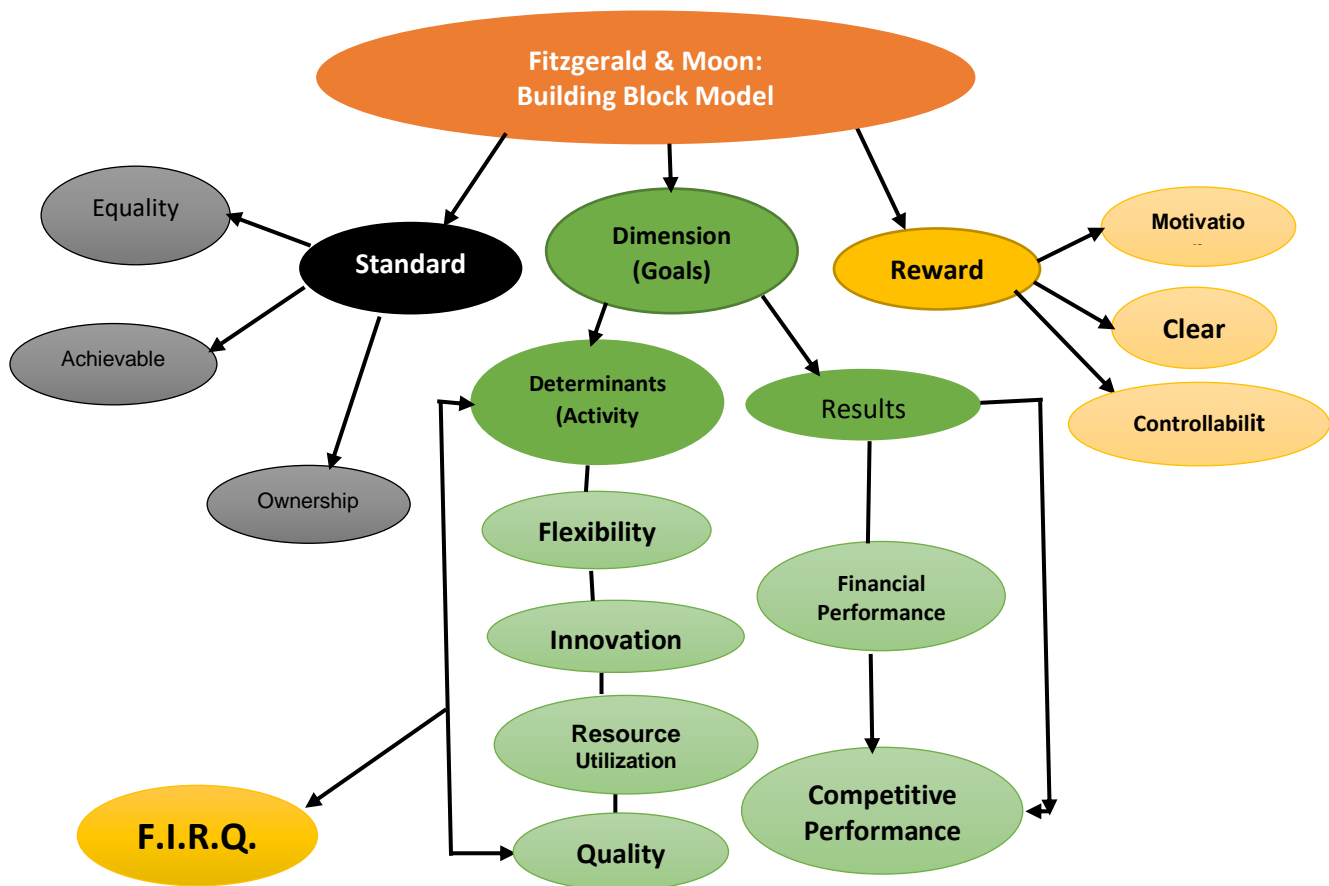 Fitzgerald & Moon:
Building Block Model
Equality
Standard
Achievable
Ownership
Dimension
(Goals)
Determinants
(Activity
Flexibility
Innovation
Resource
Utilization
Quality
F.I.R.Q.
Results
Financial
Performance
Competitive
Performance
Reward
Motivatio
Clear
Controllabilit